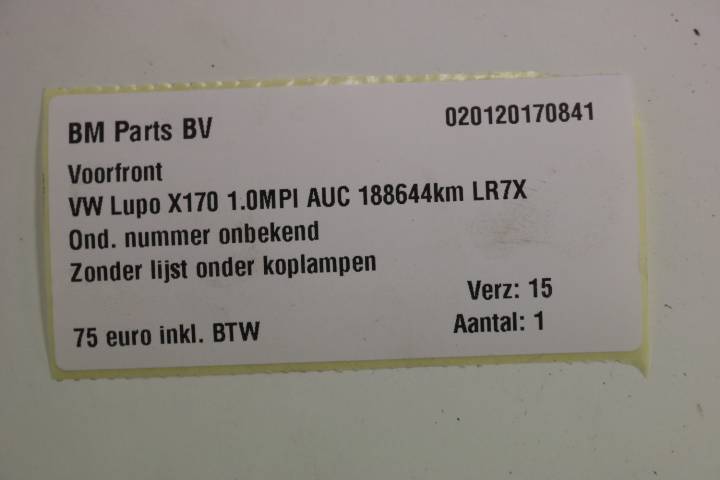 BM Parts BV
020120170841
Voorfront
VW Lupo X170 1.0MPI AUC 188644km LR7X
Ond. nummer onbekend
Zonder lijst onder koplampen
Verz: 15
75 euro inkl. BTW
Aantal: 1